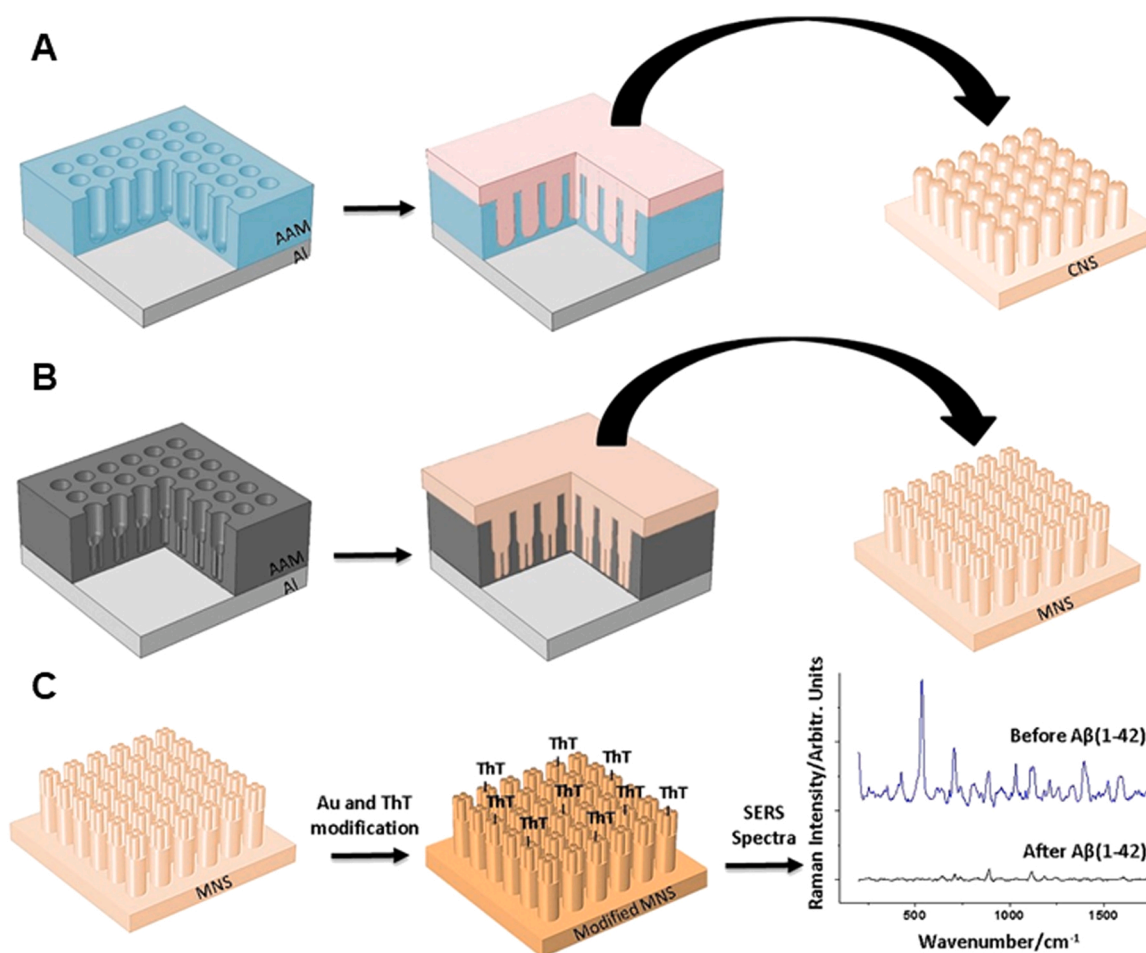 A
AAM
Al
CNS
B
AAM
Al
MNS
C
MNS
Au and ThT
modification
ThT
ThT
ThT
ThT
ThT
ThT
ThT
ThT
ThT
ThT
Modified MNS
SERS
Spectra
Raman Intensity/Arbitr. Units
Before Aβ(1-42)
After Aβ(1-42)
500
1000
1500
Wavenumber/cm⁻¹